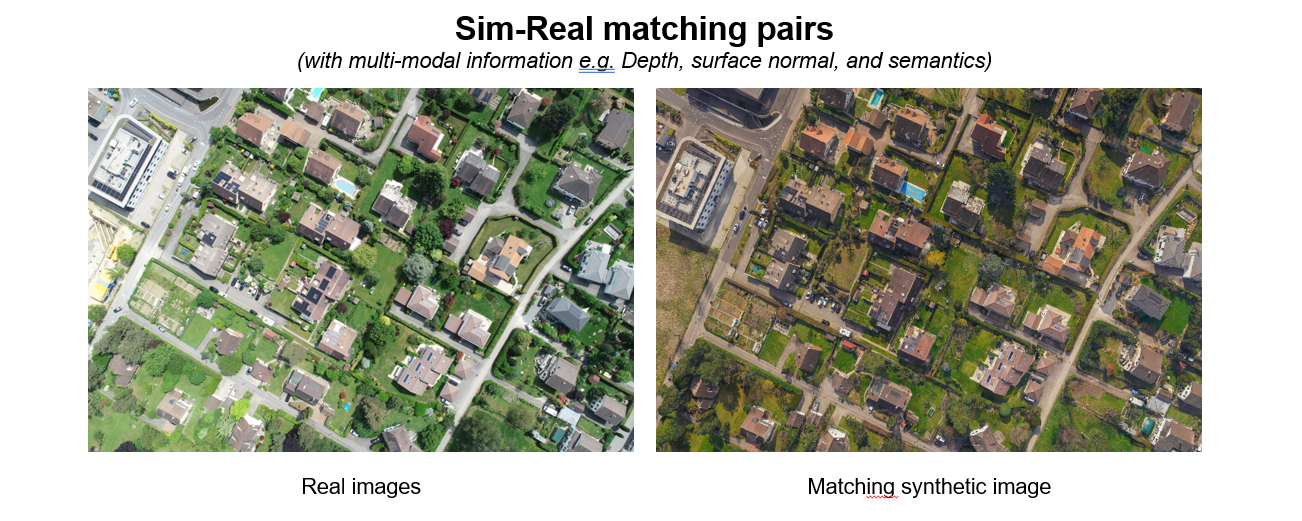 Sim-Real matching pairs
(with multi-modal information e.g. Depth, surface normal, and semantics)
Real images
Matching synthetic image